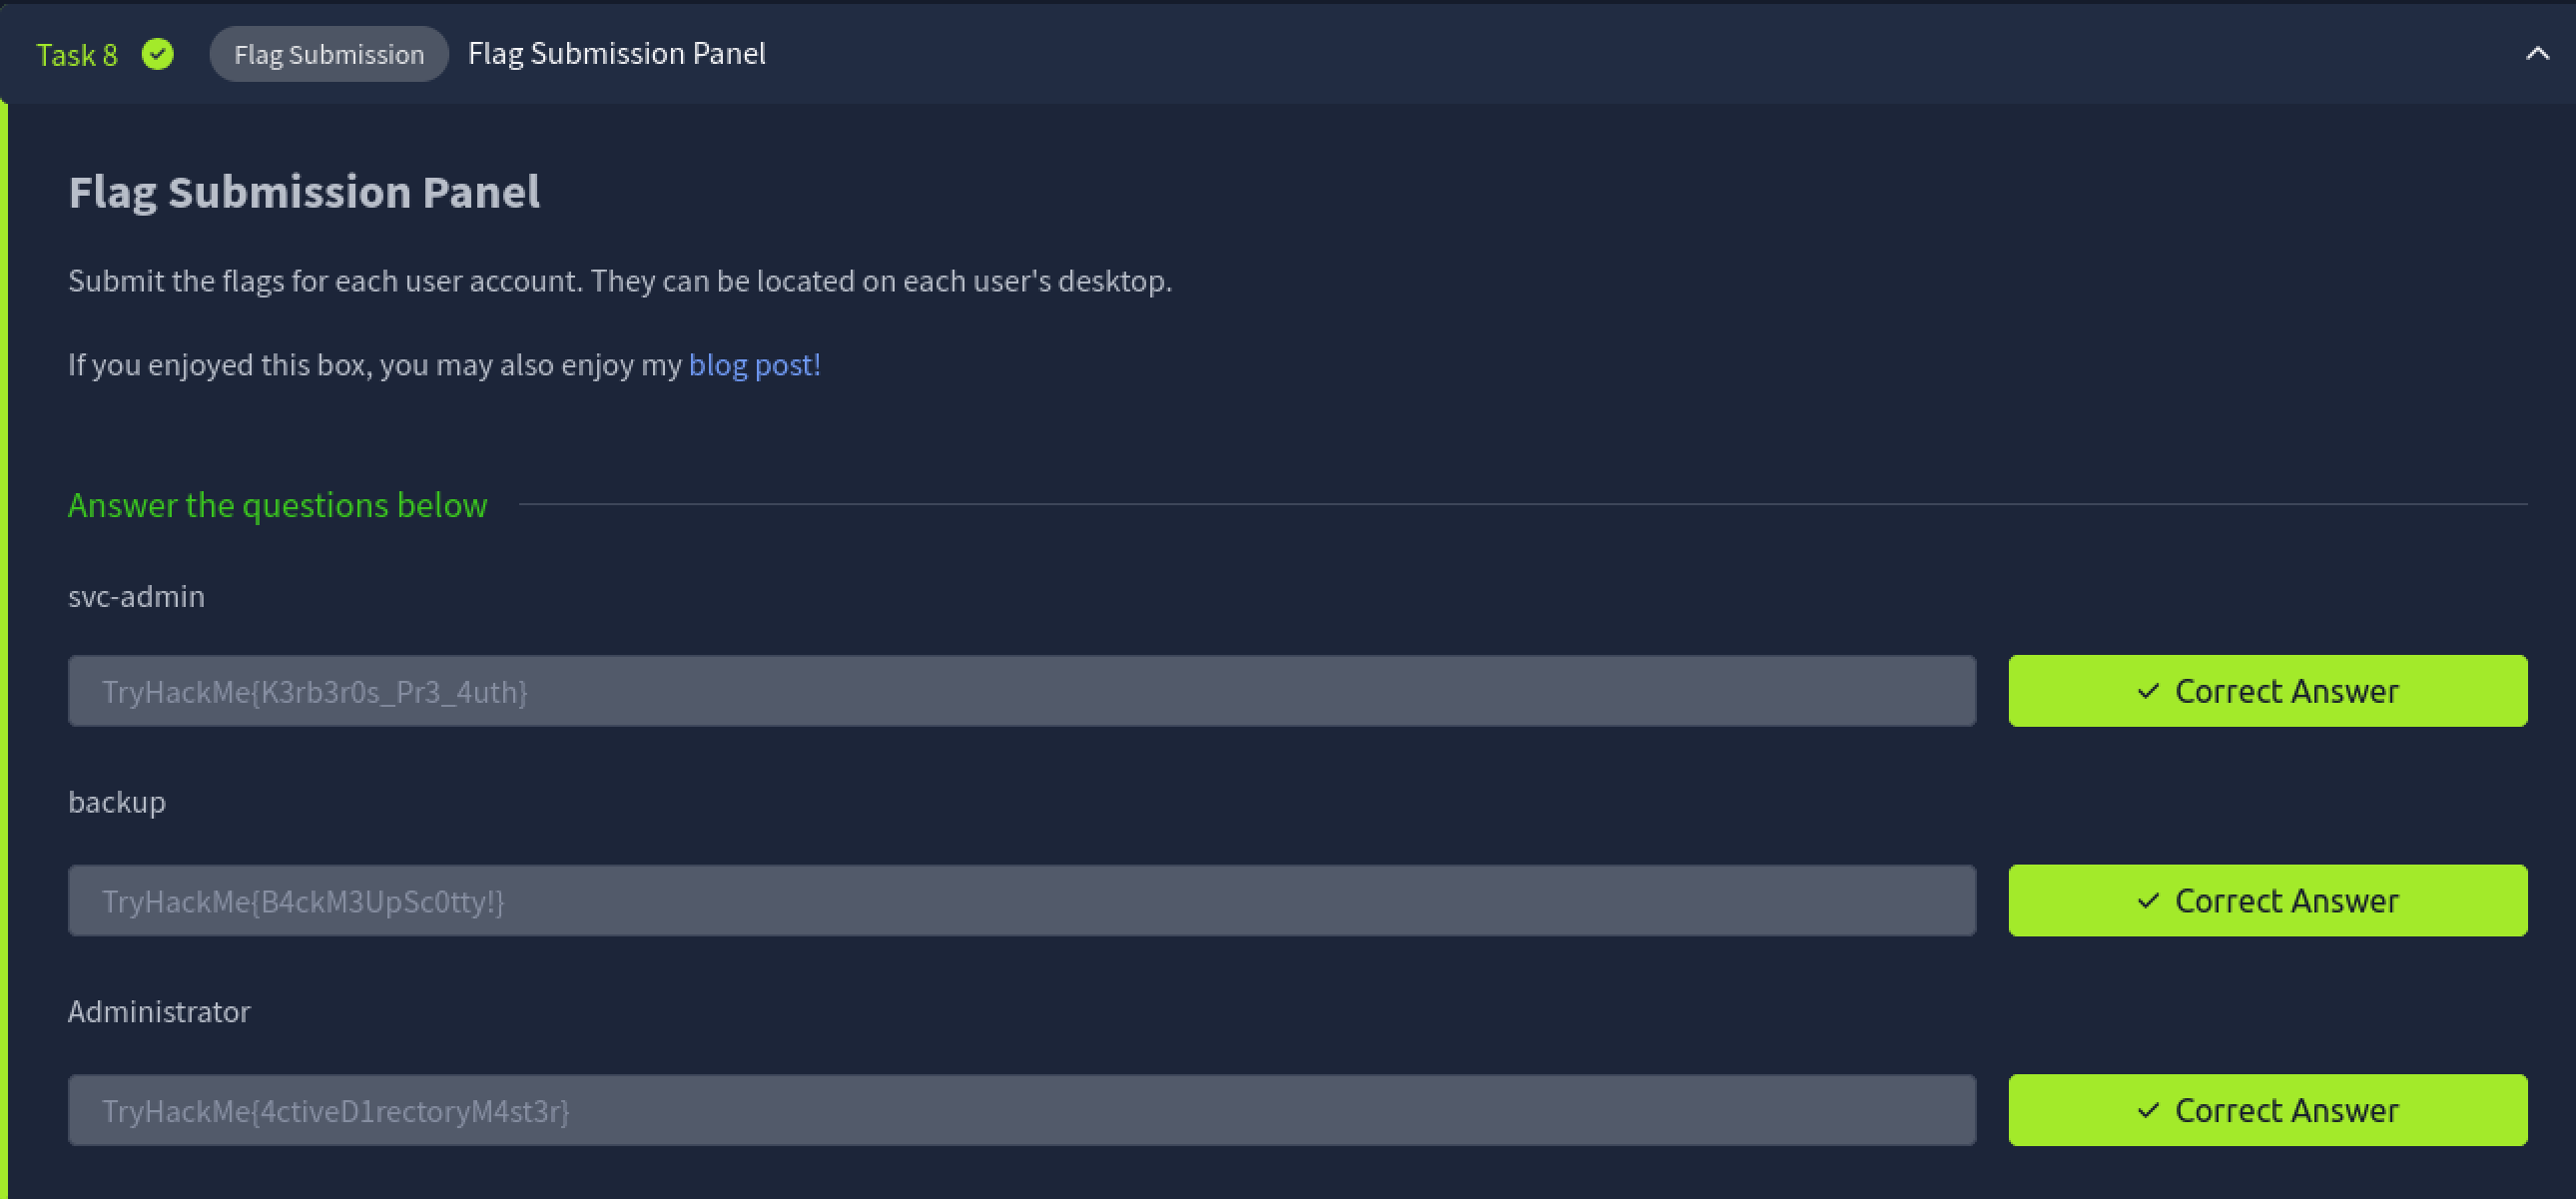 Task 8 Flag Submission Flag Submission Panel
Flag Submission Panel
Submit the flags for each user account. They can be located on each user's desktop.
If you enjoyed this box, you may also enjoy my blog post!
Answer the questions below
svc-admin
TryHackMe{K3rb3r0s_Pr3_4uth} Correct Answer
backup
TryHackMe{B4ckM3UpSc0tty!} Correct Answer
Administrator
TryHackMe{4ctiveD1rectoryM4st3r} Correct Answer